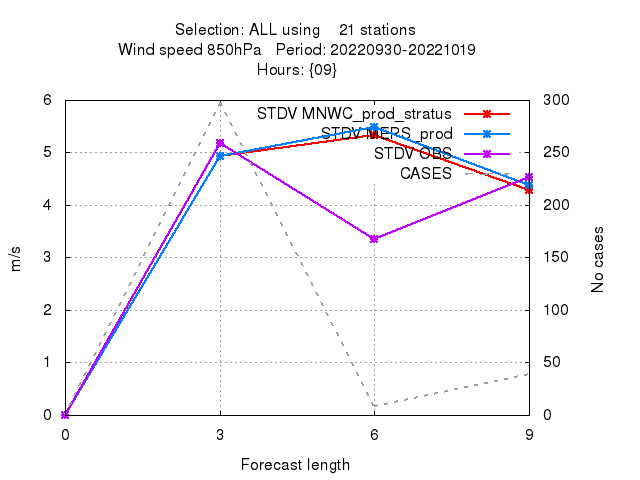 Selection: ALL using 21 stations
Wind speed 850hPa Period: 20220930-20221019
Hours: {09}
STDV MNWC_prod_stratus
STDV MEPS_prod
STDV OBS
CASES
6
5
4
3
2
1
0
m/s
300
250
200
150
100
50
0
No cases
0 3 6 9
Forecast length